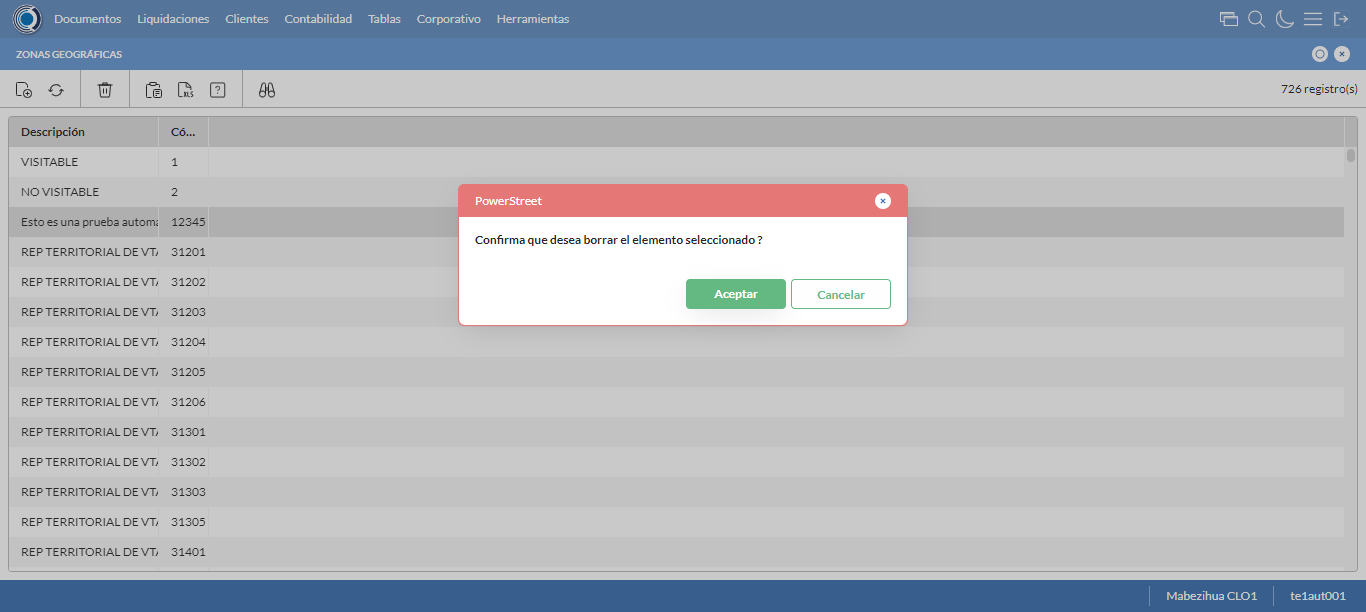 Documentos Liquidaciones Clientes Contabilidad Tablas Corporativo Herramientas
ZONAS GEOGRÁFICAS
XLS ? 726 registro(s)
Descripción Có...
VISITABLE 1
NO VISITABLE 2
Esto es una prueba automa 12345
REP TERRITORIAL DE VTA 31201
REP TERRITORIAL DE VTA 31202
REP TERRITORIAL DE VTA 31203
REP TERRITORIAL DE VTA 31204
REP TERRITORIAL DE VTA 31205
REP TERRITORIAL DE VTA 31206
REP TERRITORIAL DE VTA 31301
REP TERRITORIAL DE VTA 31302
REP TERRITORIAL DE VTA 31303
REP TERRITORIAL DE VTA 31305
REP TERRITORIAL DE VTA 31401
PowerStreet
Confirma que desea borrar el elemento seleccionado ?
Aceptar Cancelar
Mabezihua CLO1 te1aut001